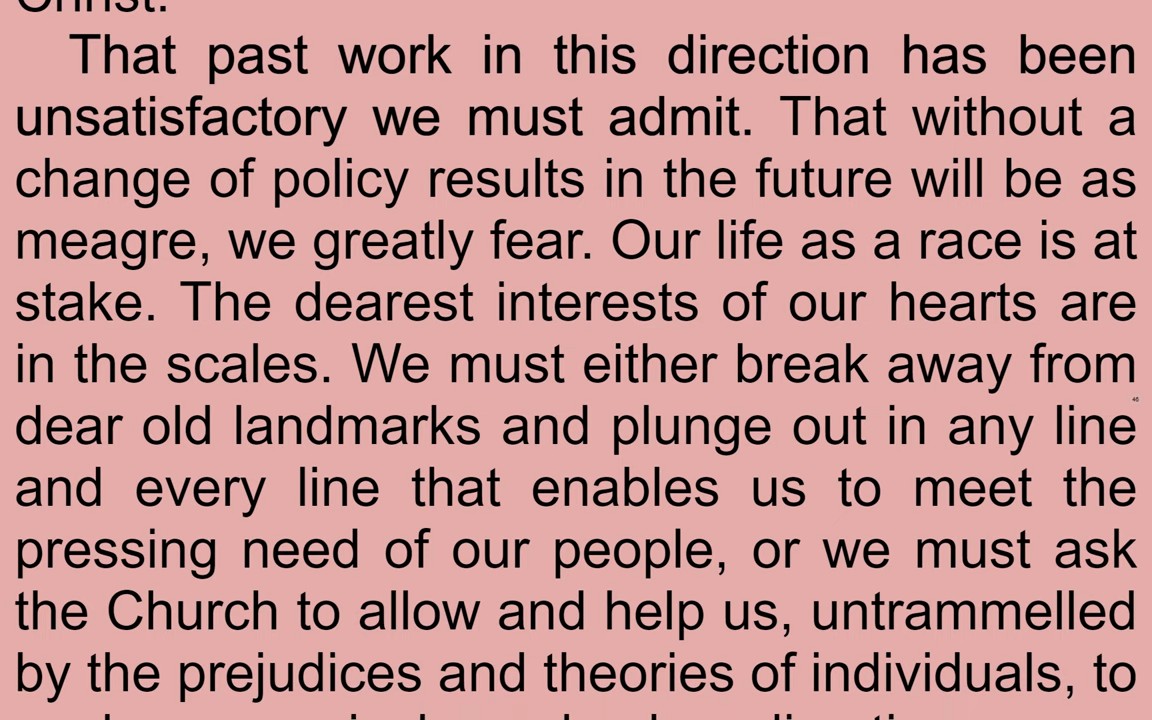 Christ.
That past work in this direction has been
unsatisfactory we must admit. That without a
change of policy results in the future will be as
meagre, we greatly fear. Our life as a race is at
stake. The dearest interests of our hearts are
in the scales. We must either break away from
46
dear old landmarks and plunge out in any line
and every line that enables us to meet the
pressing need of our people, or we must ask
the Church to allow and help us, untrammelled
by the prejudices and theories of individuals, to